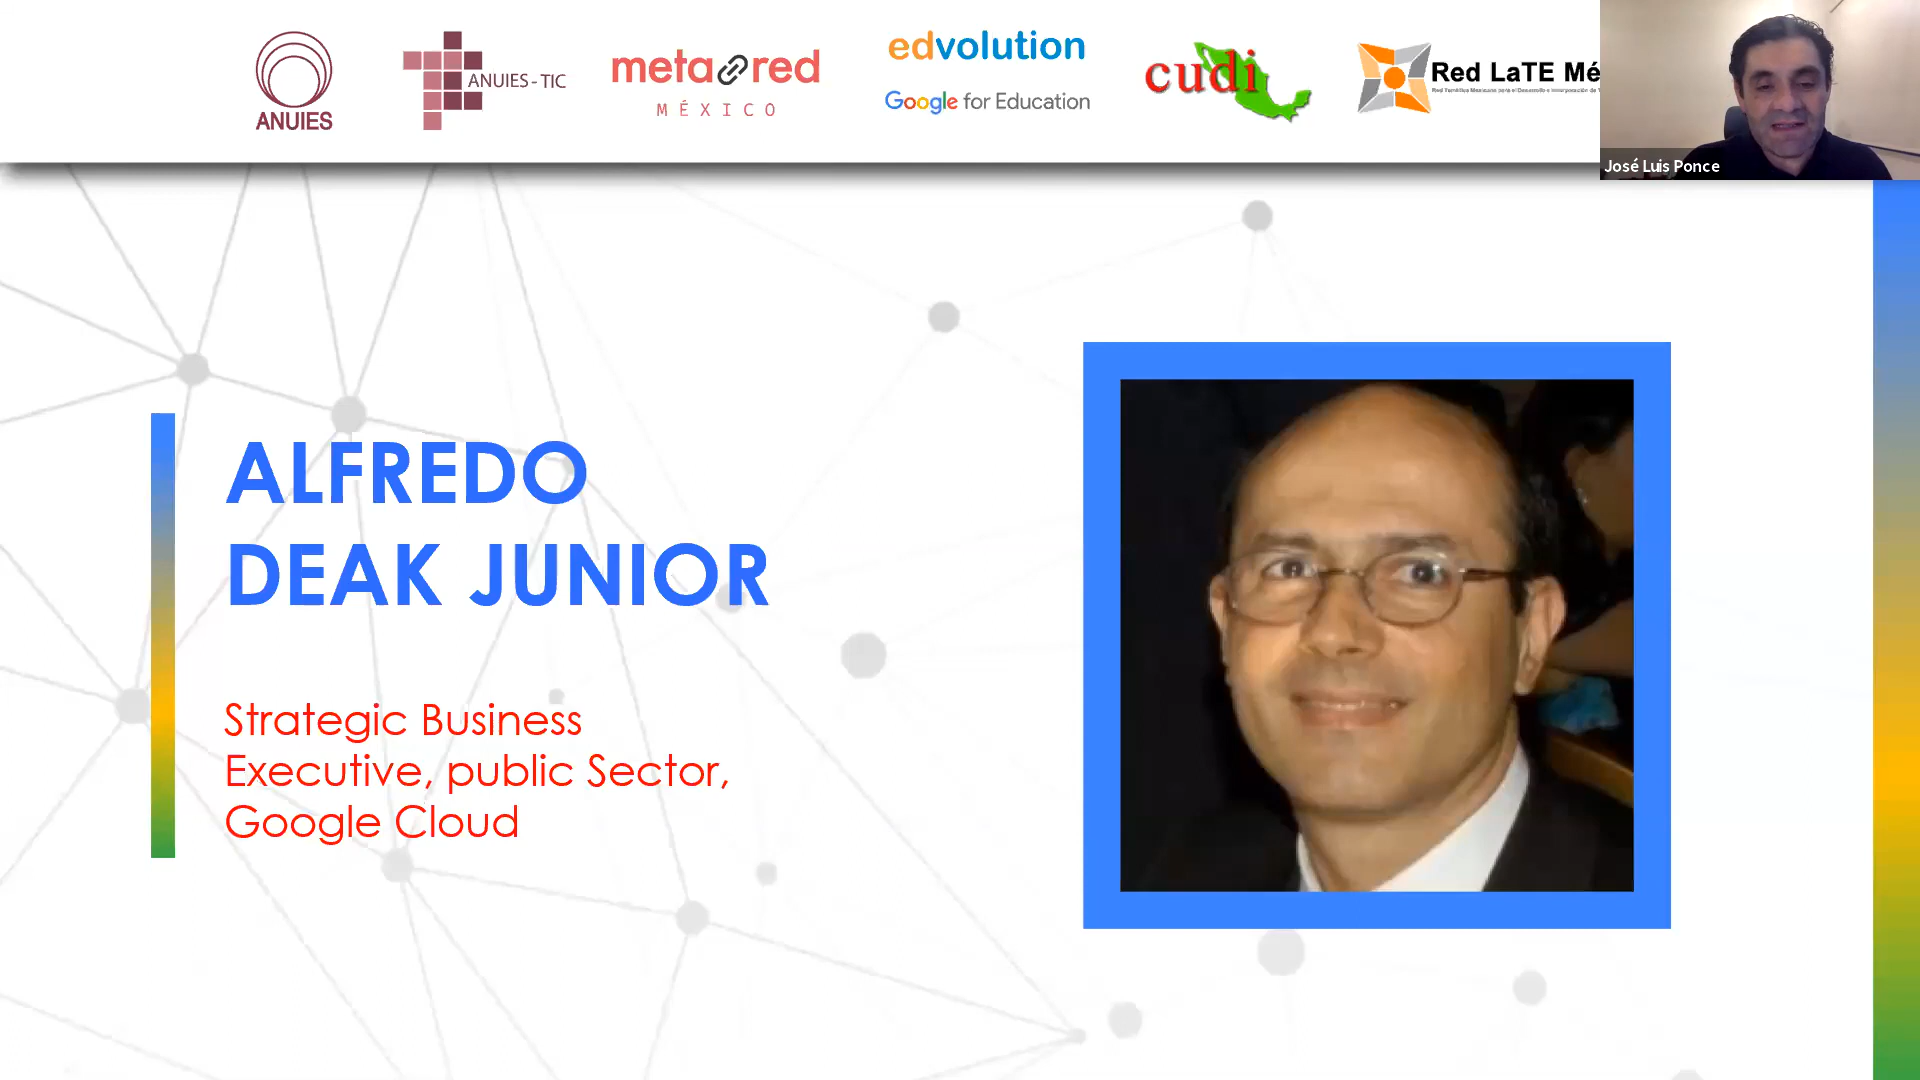 ANUIES
ANUIES-TIC
meta red
MÉXICO
edvolution
Google for Education
cudi
Red LaTE Mé
José Luis Ponce
ALFREDO
DEAK JUNIOR
Strategic Business
Executive, public Sector,
Google Cloud